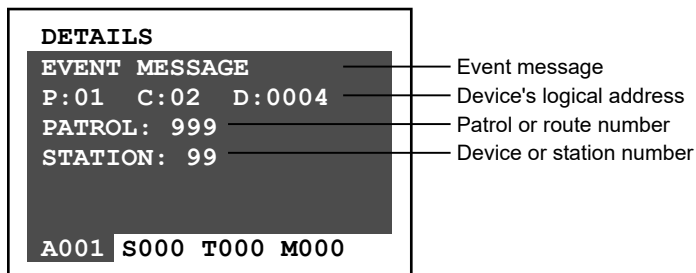 DETAILS
EVENT MESSAGE
P:01 C:02 D:0004
PATROL: 999
STATION: 99
A001 S000 T000 M000
Event message
Device's logical address
Patrol or route number
Device or station number